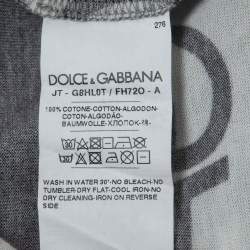 276
DOLCE & GABBANA
JT - G8HL0T / FH72O - A
100% COTONE-COTTON-ALGODON
COTON-ALGODÃO-
BAUMWOLLE-ХЛОПОК-
WASH IN WATER 30°-NO BLEACH-NO
TUMBLER-DRY FLAT-COOL IRON-NO
DRY CLEANING-IRON ON REVERSE
SIDE